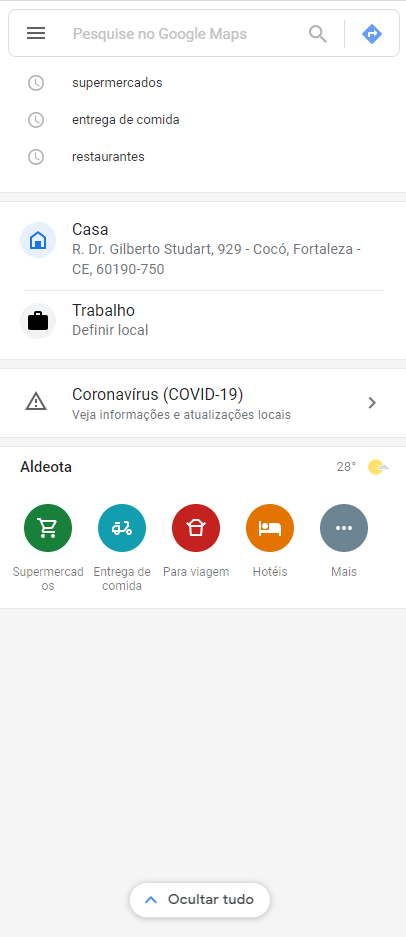 Pesquise no Google Maps
supermercados
entrega de comida
restaurantes
Casa
R. Dr. Gilberto Studart, 929 - Cocó, Fortaleza -
CE, 60190-750
Trabalho
Definir local
Coronavírus (COVID-19)
Veja informações e atualizações locais
Aldeota 28°
Supermercad
os
Entrega de
comida
Para viagem
Hotéis
Mais
Ocultar tudo